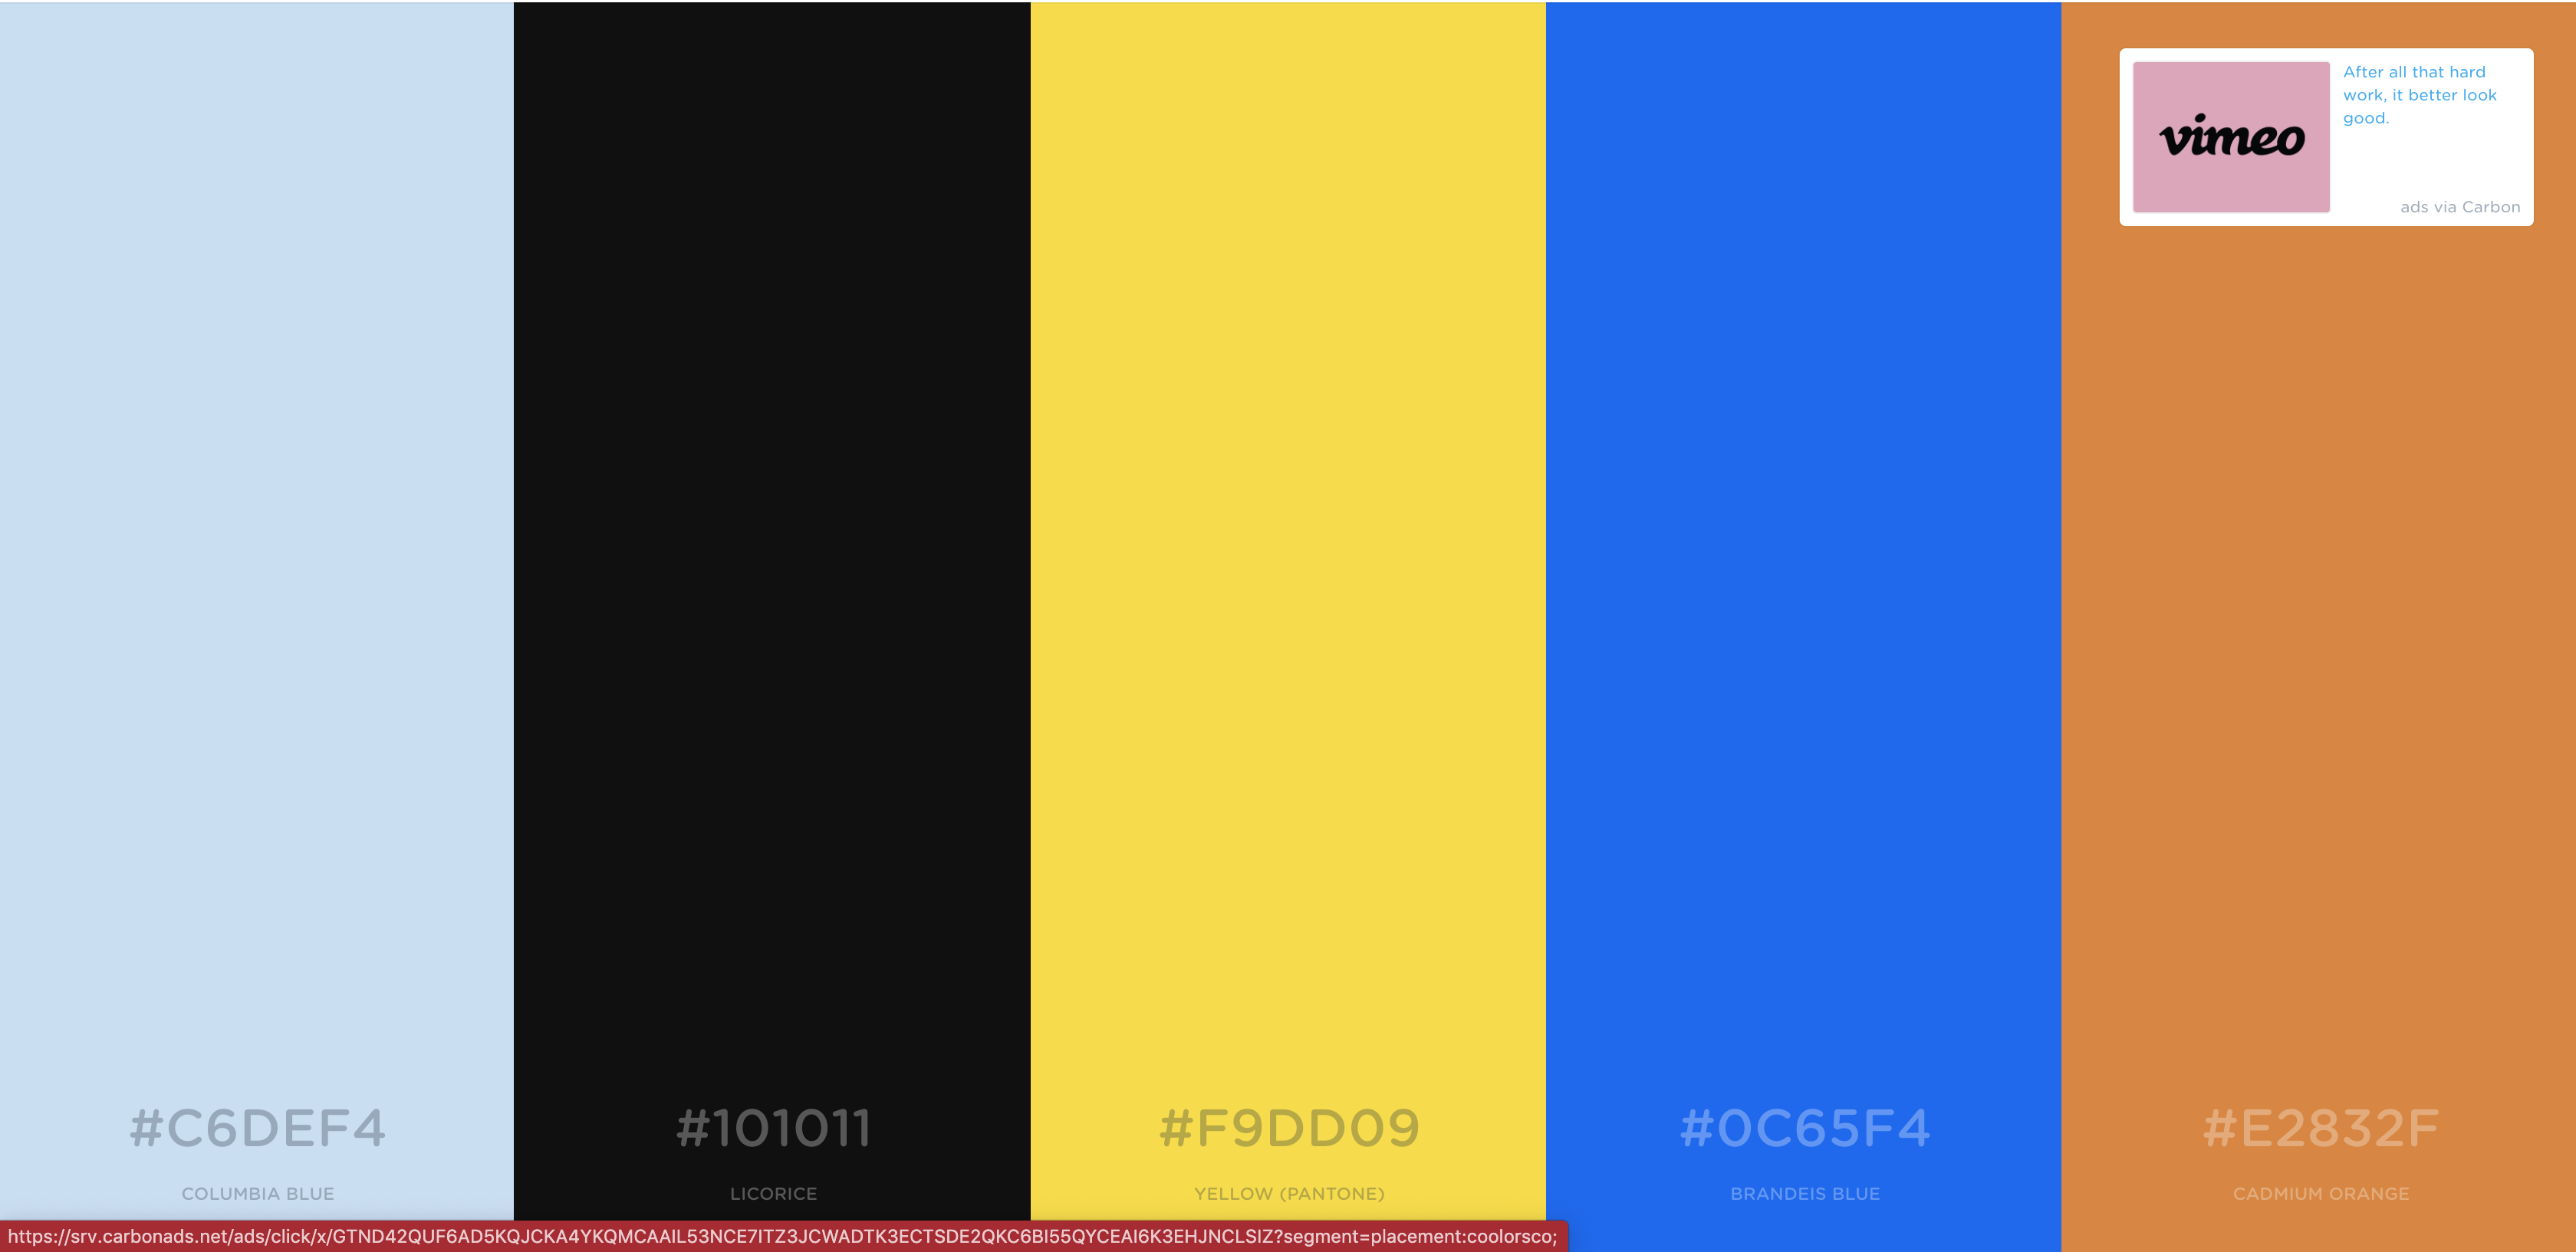 vimeo
After all that hard
work, it better look
good.
ads via Carbon
#C6DEF4
COLUMBIA BLUE
#101011
LICORICE
#F9DD09
YELLOW (PANTONE)
#0C65F4
BRANDEIS BLUE
#E2832F
CADMIUM ORANGE
https://srv.carbonads.net/ads/click/x/GTND42QUF6AD5KQJCKA4YKQMCAAIL53NCE7ITZ3JCWADTK3ECTSDE2QKC6BI55QYCEAI6K3EHJNCLSIZ?segment=placement:coolorsco;